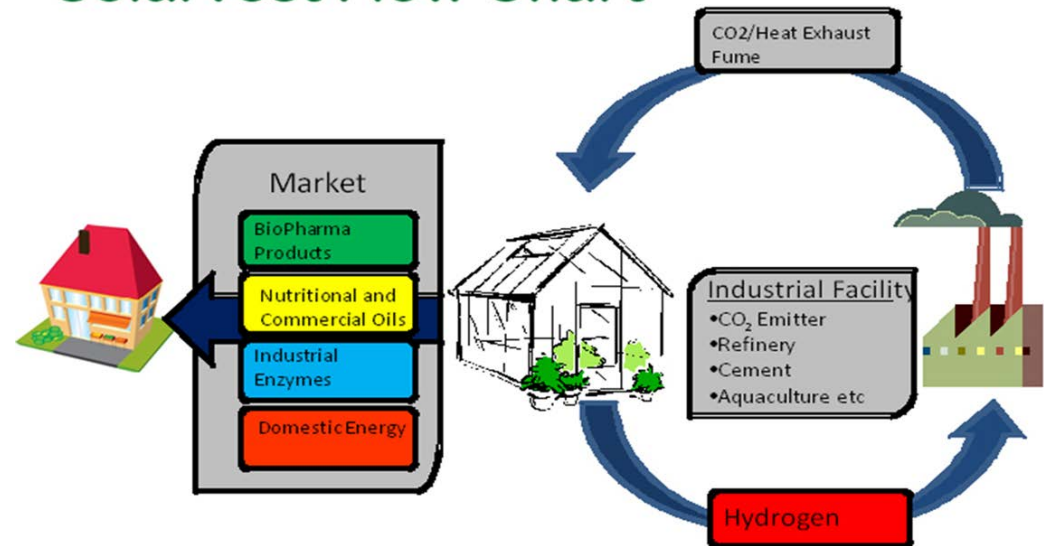 CO2/Heat Exhaust
Fume
Market
BioPharma
Products
Nutritional and
Commercial Oils
Industrial
Enzymes
Domestic Energy
Industrial Facility
•CO₂ Emitter
•Refinery
•Cement
•Aquaculture etc
Hydrogen